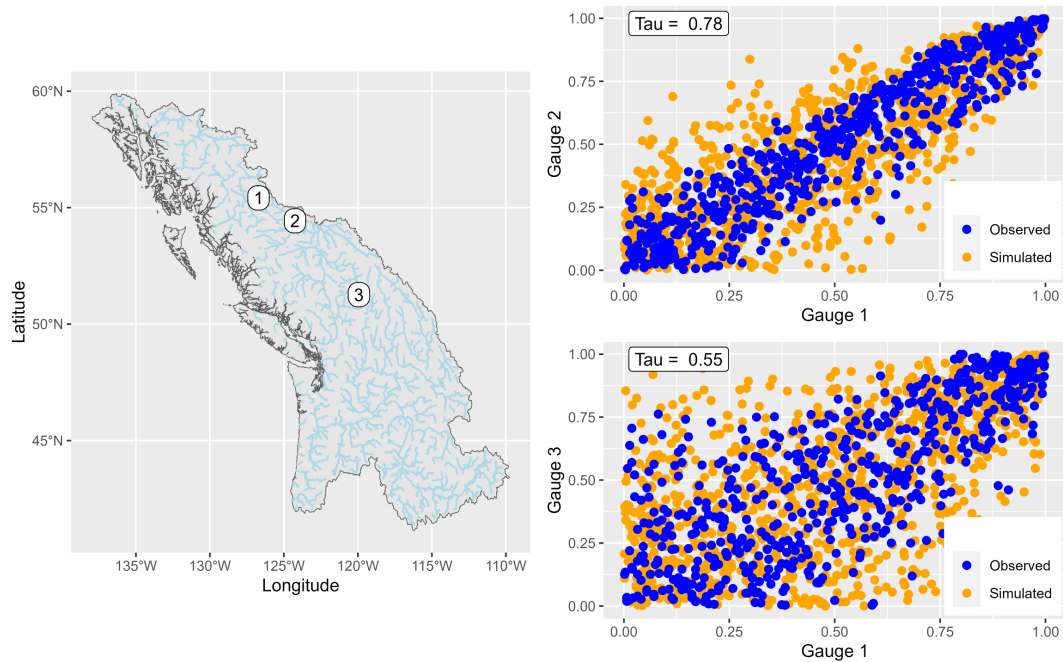 60°N
55°N
50°N
45°N
Latitude
1
2
3
135°W
130°W
125°W
120°W
115°W
110°W
Longitude
Tau = 0.78
1.00
0.75
0.50
0.25
0.00
Gauge 2
Observed
Simulated
0.00
0.25
0.50
0.75
1.00
Gauge 1
Tau = 0.55
1.00
0.75
0.50
0.25
0.00
Gauge 3
Observed
Simulated
0.00
0.25
0.50
0.75
1.00
Gauge 1